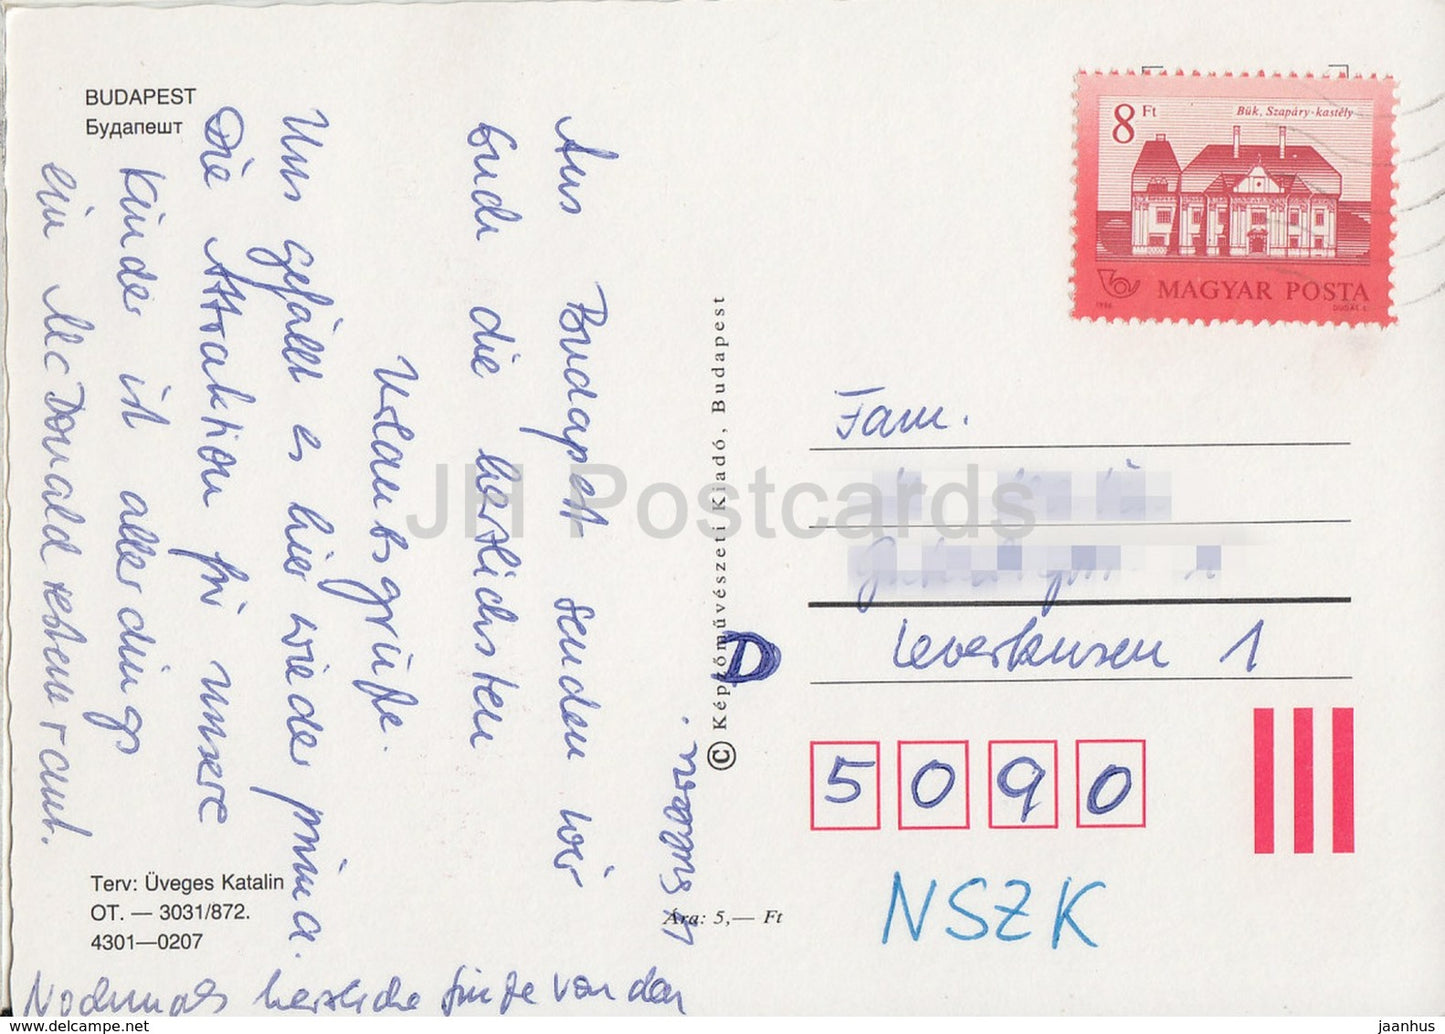 BUDAPEST
Будапешт
Aus Budapest senden wir
Euch die herzlichsten
Urlaubsgrüße.
Uns gefällt es hier wieder prima.
Die Attraktion für unsere
Kinder ist allerdings
ein McDonaldrestaurant.
Nochmals herzliche Grüße von den
Terv: Üveges Katalin
OT. — 3031/872.
4301—0207
© Képzőművészeti Kiadó, Budapest
Ára: 5,— Ft
8 Ft
Bük, Szapáry-kastély
MAGYAR POSTA
1986
DUDÁS L.
Fam.
D
Leverkusen 1
5090
NSZK
JH Postcards
jaanhus @ delcampe.net